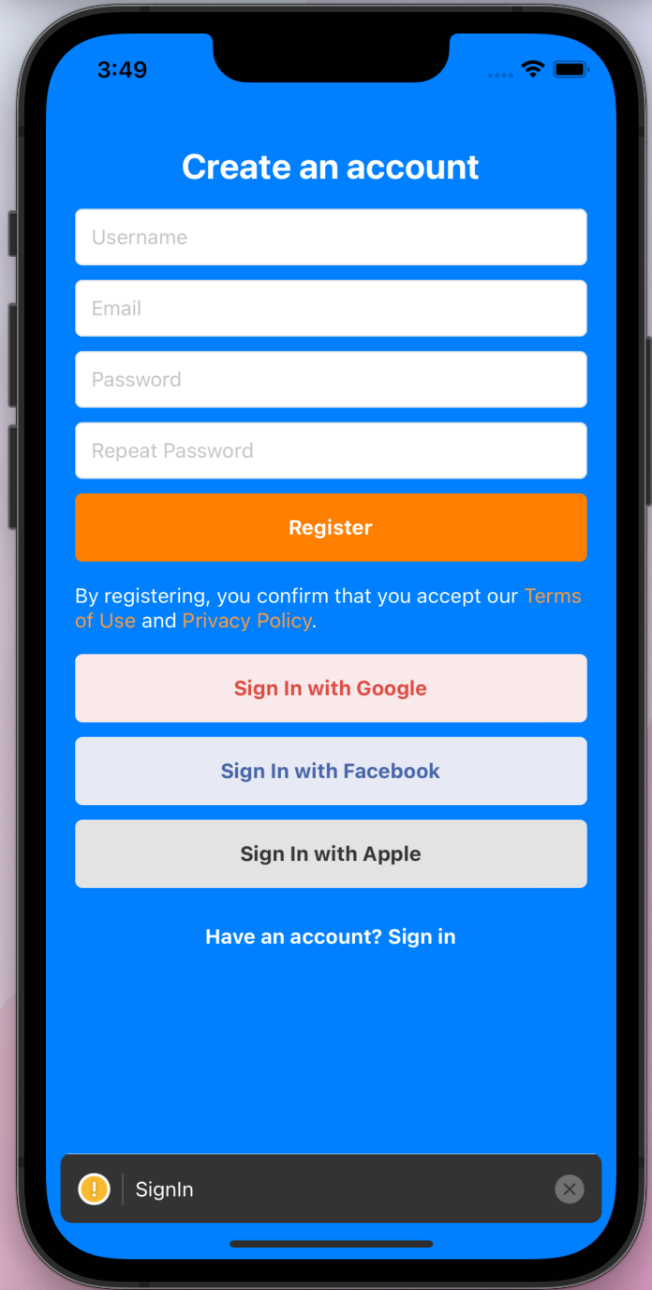 3:49
Create an account
Username
Email
Password
Repeat Password
Register
By registering, you confirm that you accept our Terms
of Use and Privacy Policy.
Sign In with Google
Sign In with Facebook
Sign In with Apple
Have an account? Sign in
! SignIn